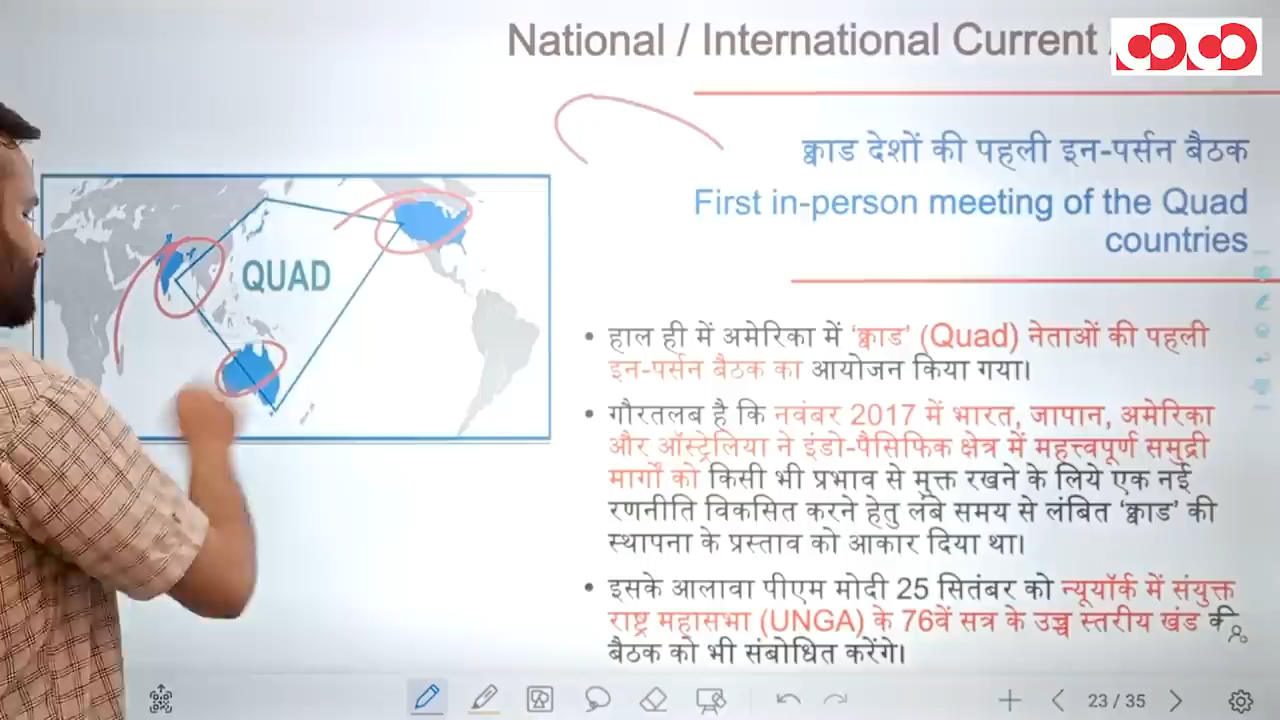 National / International Current
क्वाड देशों की पहली इन-पर्सन बैठक
First in-person meeting of the Quad
countries
QUAD
• हाल ही में अमेरिका में ‘क्वाड’ (Quad) नेताओं की पहली
इन-पर्सन बैठक का आयोजन किया गया।
• गौरतलब है कि नवंबर 2017 में भारत, जापान, अमेरिका
और ऑस्ट्रेलिया ने इंडो-पैसिफिक क्षेत्र में महत्त्वपूर्ण समुद्री
मार्गों को किसी भी प्रभाव से मुक्त रखने के लिये एक नई
रणनीति विकसित करने हेतु लंबे समय से लंबित ‘क्वाड’ की
स्थापना के प्रस्ताव को आकार दिया था।
• इसके आलावा पीएम मोदी 25 सितंबर को न्यूयॉर्क में संयुक्त
राष्ट्र महासभा (UNGA) के 76वें सत्र के उच्च स्तरीय खंड की
बैठक को भी संबोधित करेंगे।
23 / 35